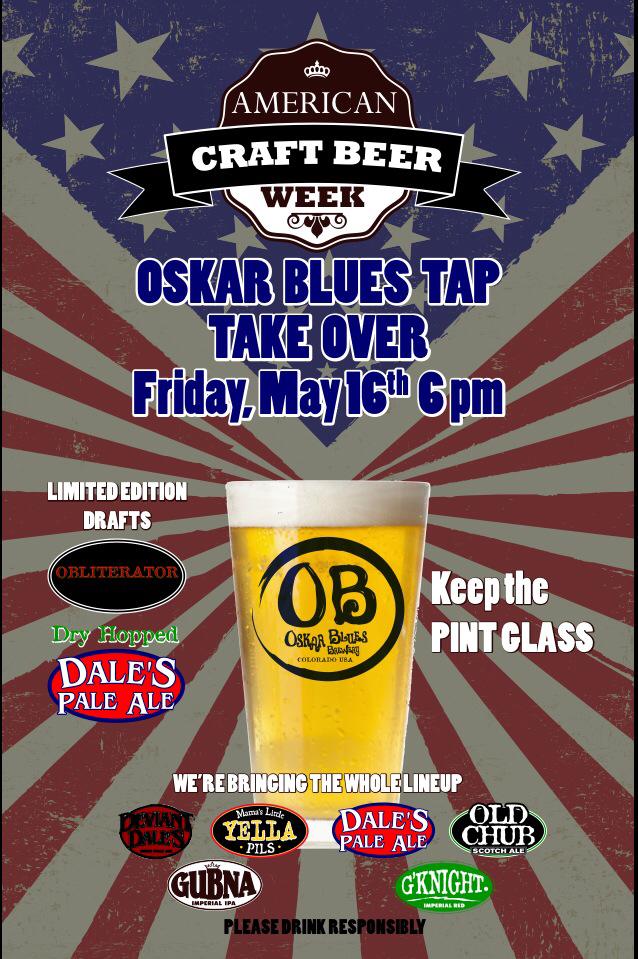 AMERICAN
CRAFT BEER
WEEK
OSKAR BLUES TAP
TAKE OVER
Friday, May 16th 6 pm
LIMITED EDITION
DRAFTS
OBLITERATOR
Dry Hopped
DALE'S
PALE ALE
OB
OSKAR BLUES
BREWERY
COLORADO USA
Keep the
PINT GLASS
WE'RE BRINGING THE WHOLE LINEUP
DEVIANT
DALE'S
Mama's Little
YELLA
PILS
DALE'S
PALE ALE
OLD
CHUB
SCOTCH ALE
GUBNA
IMPERIAL IPA
G'KNIGHT
IMPERIAL RED
PLEASE DRINK RESPONSIBLY